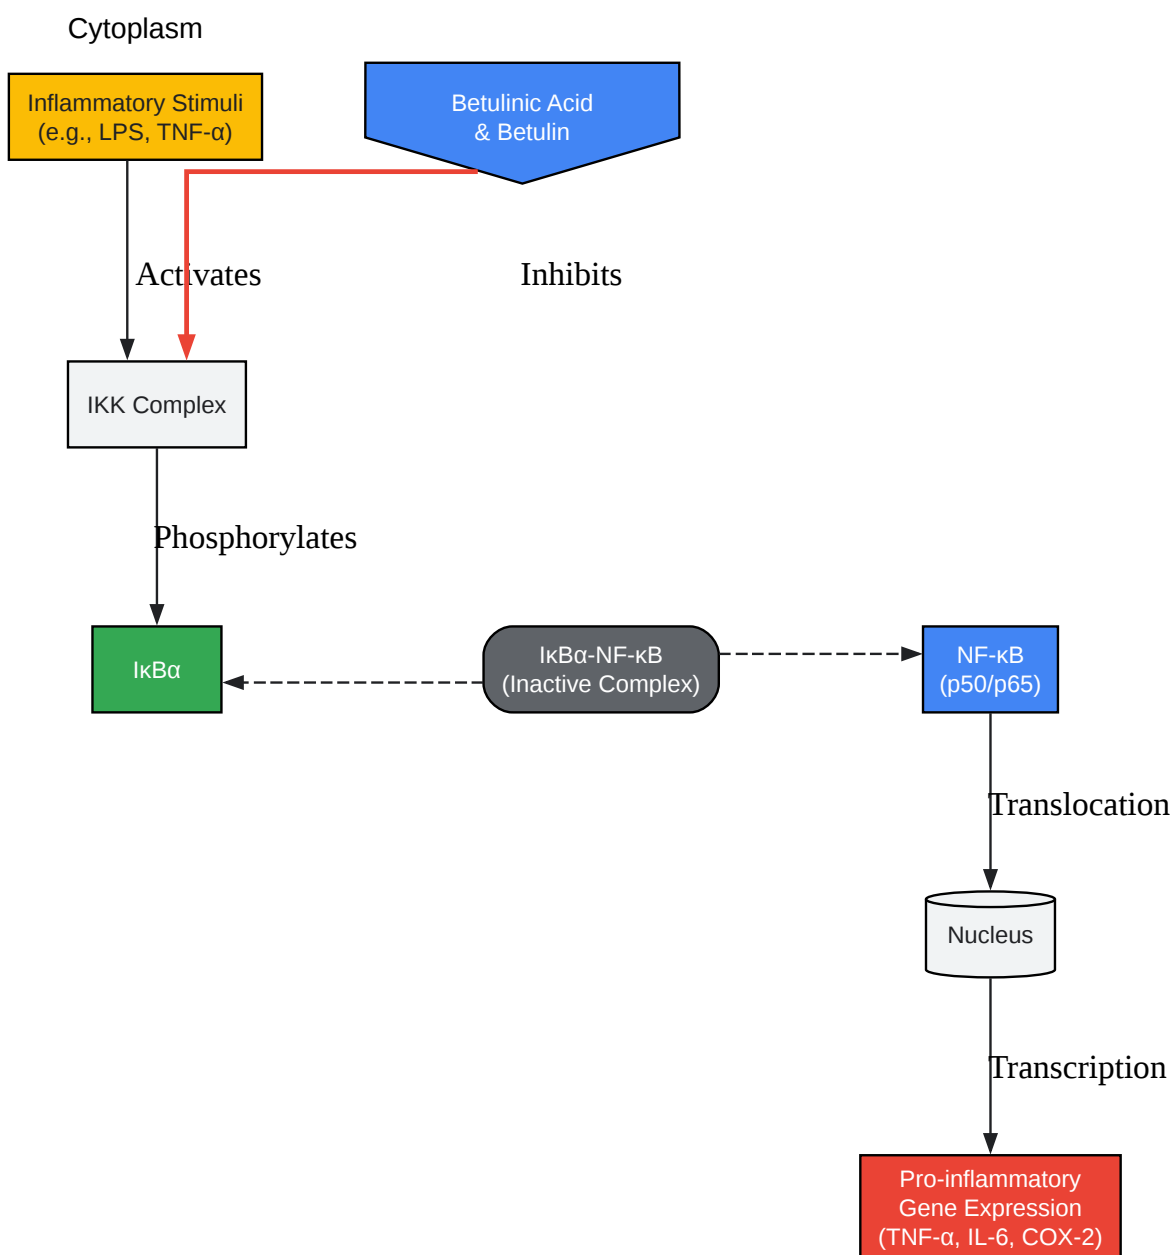 Cytoplasm
Inflammatory Stimuli
(e.g., LPS, TNF-α)
Betulinic Acid
& Betulin
Activates
Inhibits
IKK Complex
Phosphorylates
IκBα
IκBα-NF-κB
(Inactive Complex)
NF-κB
(p50/p65)
Translocation
Nucleus
Transcription
Pro-inflammatory
Gene Expression
(TNF-α, IL-6, COX-2)